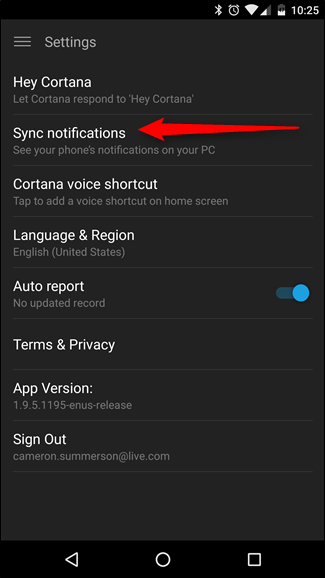 10:25
Settings
Hey Cortana
Let Cortana respond to 'Hey Cortana'
Sync notifications
See your phone's notifications on your PC
Cortana voice shortcut
Tap to add a voice shortcut on home screen
Language & Region
English (United States)
Auto report
No updated record
Terms & Privacy
App Version:
1.9.5.1195-enus-release
Sign Out
cameron.summerson@live.com